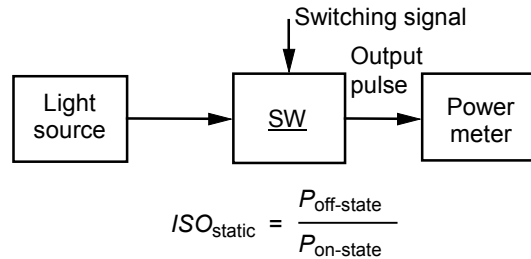 Switching signal
Output
pulse
Light
source
SW
Power
meter
ISOstatic = Poff-state / Pon-state